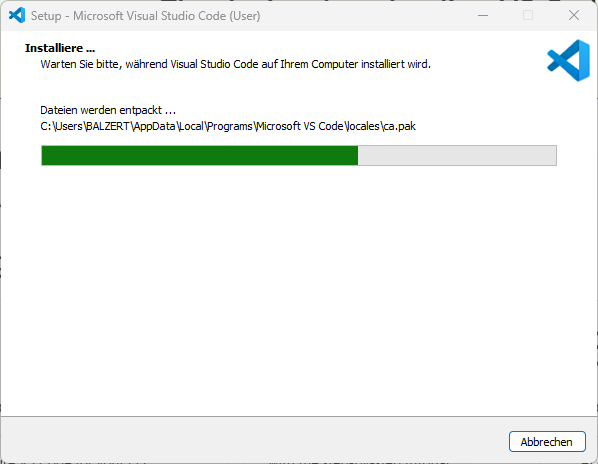 Setup - Microsoft Visual Studio Code (User)
Installiere ...
Warten Sie bitte, während Visual Studio Code auf Ihrem Computer installiert wird.
Dateien werden entpackt ...
C:\Users\BALZERT\AppData\Local\Programs\Microsoft VS Code\locales\ca.pak
Abbrechen